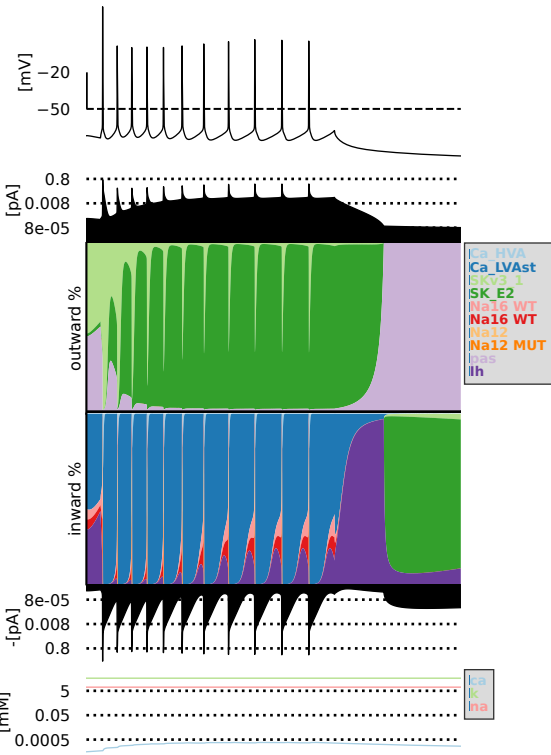 [mV]
−20
−50
[pA]
0.8
0.008
8e-05
outward %
Ca_HVA
Ca_LVAst
SKv3_1
SK_E2
Na16 WT
Na16 WT
Na12
Na12 MUT
pas
Ih
inward %
-[pA]
8e-05
0.008
0.8
[mM]
5
0.05
0.0005
ca
k
na